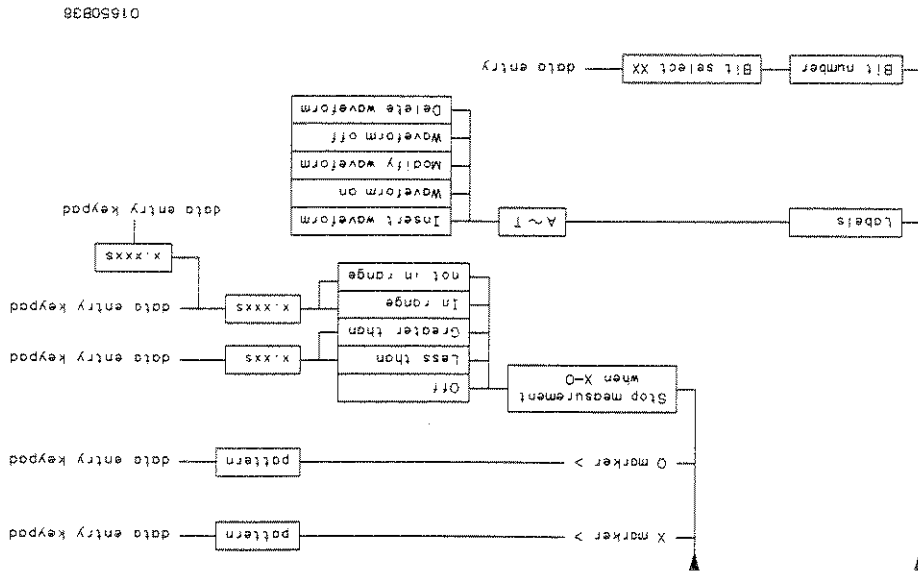 X marker > pattern data entry keypad
O marker > pattern data entry keypad
Stop measurement
when X-O
Off
Less than x.xxs data entry keypad
Greater than
In range x.xxxs data entry keypad
not in range
x.xxxs
data entry keypad
Labels A~T Insert waveform
Waveform on
Modify waveform
Waveform off
Delete waveform
Bit number Bit select XX data entry
01650B38